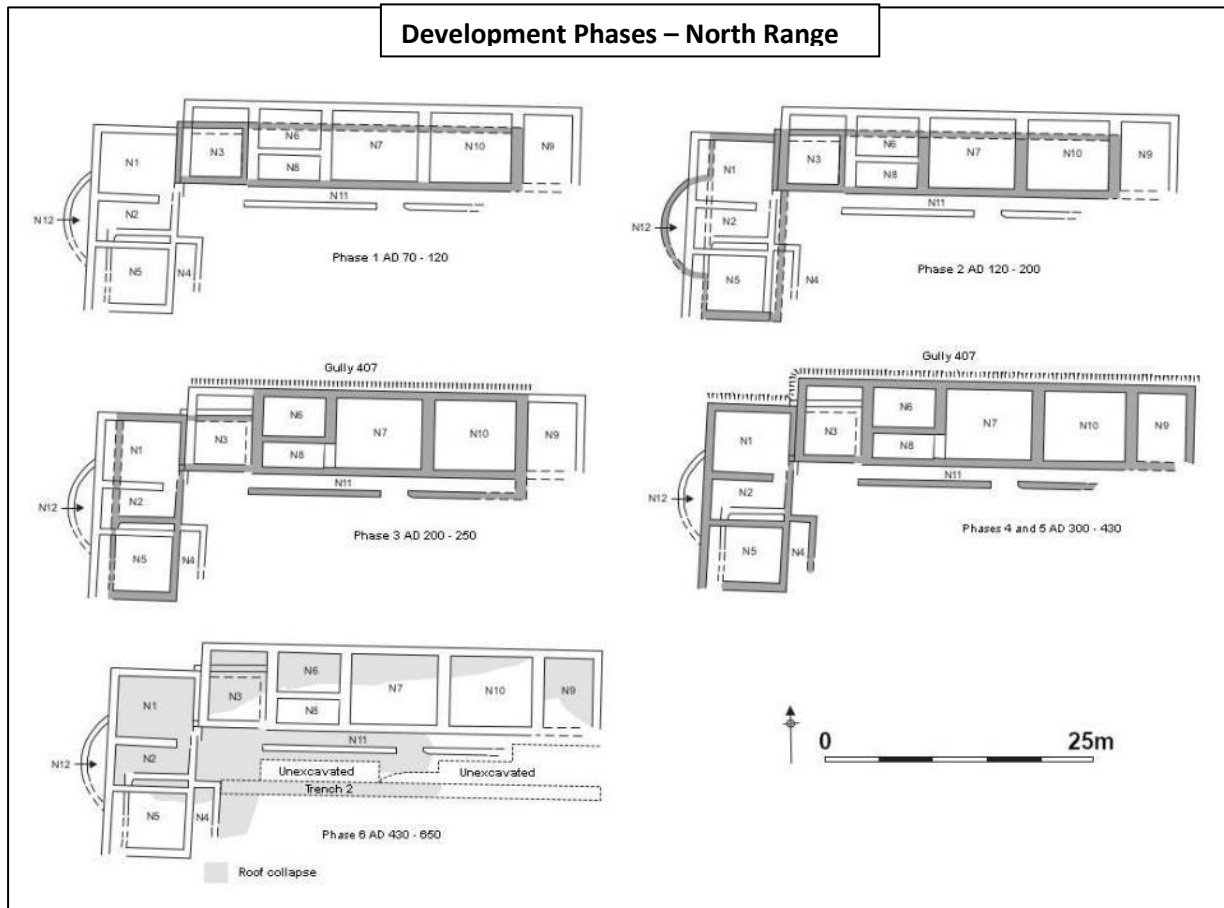 Development Phases – North Range
N1
N2
N3
N4
N5
N6
N7
N8
N9
N10
N11
N12
Phase 1 AD 70 - 120
N1
N2
N3
N4
N5
N6
N7
N8
N9
N10
N11
N12
Phase 2 AD 120 - 200
Gully 407
N1
N2
N3
N4
N5
N6
N7
N8
N9
N10
N11
N12
Phase 3 AD 200 - 250
Gully 407
N1
N2
N3
N4
N5
N6
N7
N8
N9
N10
N11
N12
Phases 4 and 5 AD 300 - 430
N1
N2
N3
N4
N5
N6
N7
N8
N9
N10
N11
N12
Unexcavated
Unexcavated
Trench 2
Phase 6 AD 430 - 650
Roof collapse
0 25m